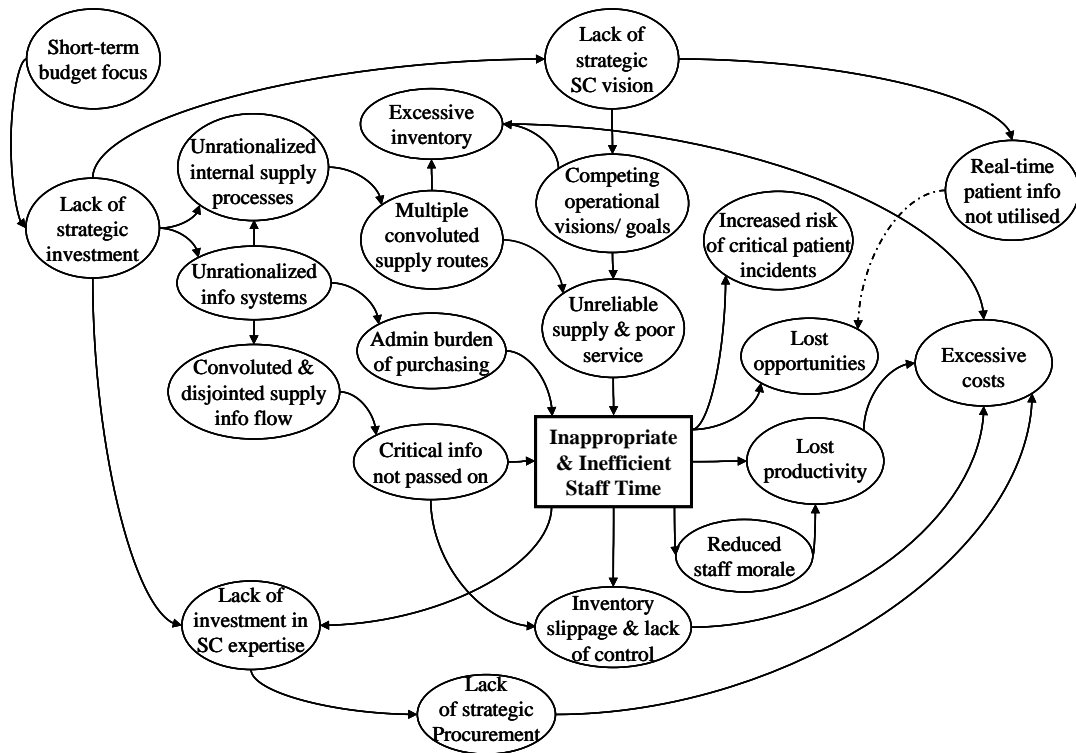 Short-term
budget focus
Lack of
strategic
SC vision
Excessive
inventory
Unrationalized
internal supply
processes
Competing
operational
visions/ goals
Real-time
patient info
not utilised
Lack of
strategic
investment
Multiple
convoluted
supply routes
Increased risk
of critical patient
incidents
Unrationalized
info systems
Unreliable
supply & poor
service
Admin burden
of purchasing
Lost
opportunities
Excessive
costs
Convoluted &
disjointed supply
info flow
Critical info
not passed on
Inappropriate
& Inefficient
Staff Time
Lost
productivity
Reduced
staff morale
Lack of
investment in
SC expertise
Inventory
slippage & lack
of control
Lack
of strategic
Procurement